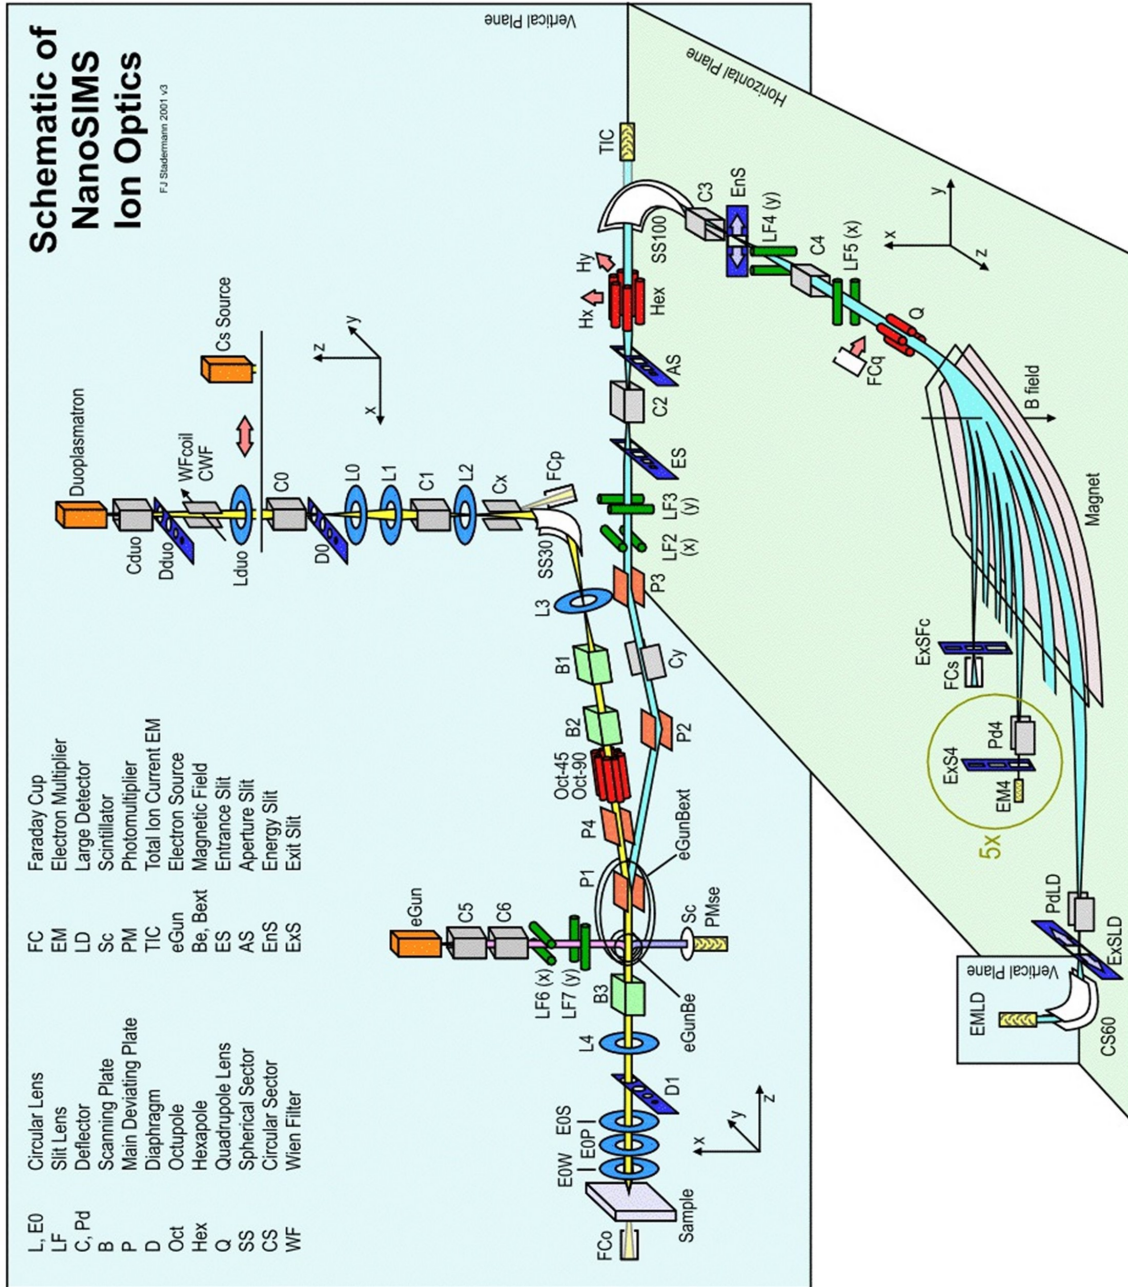 Schematic of
NanoSIMS
Ion Optics
FJ Stadermann 2001 v3
Vertical Plane
Horizontal Plane
L, E0 Circular Lens
LF Slit Lens
C, Pd Deflector
B Scanning Plate
P Main Deviating Plate
D Diaphragm
Oct Octupole
Hex Hexapole
Q Quadrupole Lens
SS Spherical Sector
CS Circular Sector
WF Wien Filter
FC Faraday Cup
EM Electron Multiplier
LD Large Detector
Sc Scintillator
PM Photomultiplier
TIC Total Ion Current EM
eGun Electron Source
Be, Bext Magnetic Field
ES Entrance Slit
AS Aperture Slit
EnS Energy Slit
ExS Exit Slit
Duoplasmatron
Cs Source
Cduo
Dduo
WFcoil
CWF
Lduo
C0
D0
L0
L1
C1
L2
Cx
FCp
SS30
L3
B1
B2
Oct-45
Oct-90
P4
P1
eGunBext
eGun
C5
C6
LF6 (x)
LF7 (y)
Sc
PMse
B3
eGunBe
L4
D1
E0S
E0P
E0W
Sample
FCo
x
y
z
z
y
x
P2
Cy
P3
LF2
(x)
LF3
(y)
ES
C2
AS
Hex
Hx
Hy
SS100
TIC
C3
EnS
LF4 (y)
C4
LF5 (x)
x
y
z
Q
FCq
B field
Magnet
ExSFc
FCs
Pd4
ExS4
EM4
5x
PdLD
ExSLD
Vertical Plane
EMLD
CS60